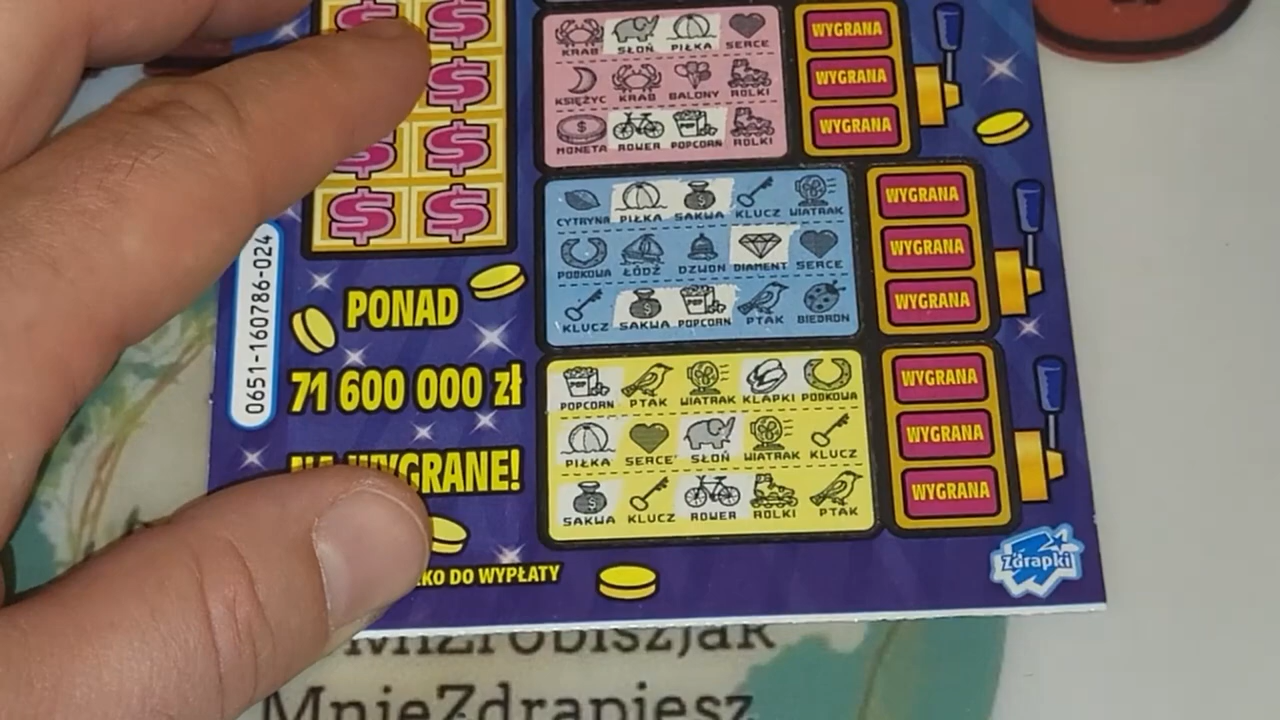 KRAB SŁOŃ PIŁKA SERCE
KSIĘŻYC KRAB BALONY ROLKI
MONETA ROWER POPCORN ROLKI
WYGRANA
WYGRANA
WYGRANA
CYTRYNA PIŁKA SAKWA KLUCZ WIATRAK
PODKOWA ŁÓDŹ DZWON DIAMENT SERCE
KLUCZ SAKWA POPCORN PTAK BIEDRON
WYGRANA
WYGRANA
WYGRANA
0651-160786-024
PONAD
71 600 000 zł
NA WYGRANE!
POPCORN PTAK WIATRAK KLAPKI PODKOWA
PIŁKA SERCE SŁOŃ WIATRAK KLUCZ
SAKWA KLUCZ ROWER ROLKI PTAK
WYGRANA
WYGRANA
WYGRANA
DO WYPŁATY
Zdrapki
MiZrobiszJak
MnieZdrapiesz